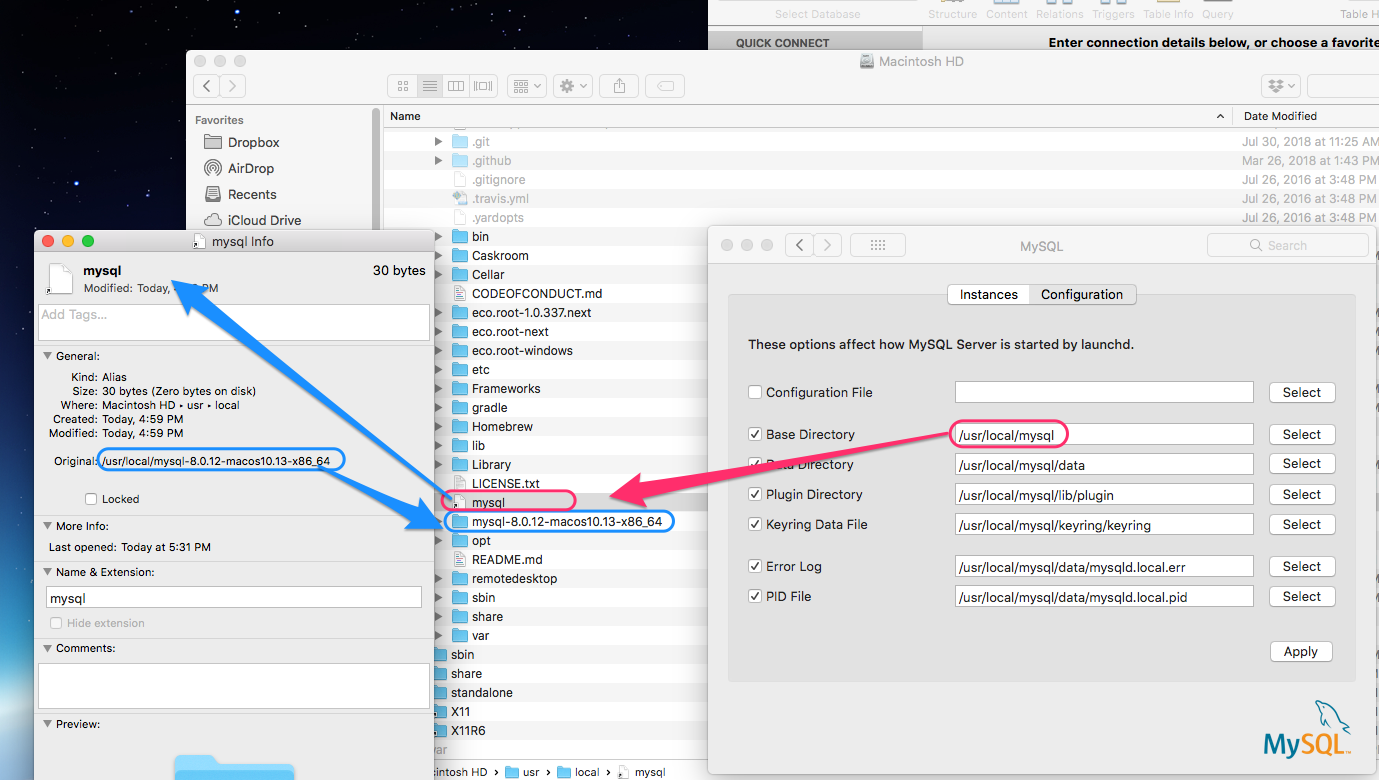 Select Database
Structure Content Relations Triggers Table Info Query
Table H
QUICK CONNECT
Enter connection details below, or choose a favorite
Macintosh HD
Favorites
Dropbox
AirDrop
Recents
iCloud Drive
Name
Date Modified
.git
Jul 30, 2018 at 11:25 AM
.github
Mar 26, 2018 at 1:43 PM
.gitignore
Jul 26, 2016 at 3:48 PM
.travis.yml
Jul 26, 2016 at 3:48 PM
.yardopts
Jul 26, 2016 at 3:48 PM
bin
Caskroom
Cellar
CODEOFCONDUCT.md
eco.root-1.0.337.next
eco.root-next
eco.root-windows
etc
Frameworks
gradle
Homebrew
lib
Library
LICENSE.txt
mysql
mysql-8.0.12-macos10.13-x86_64
opt
README.md
remotedesktop
sbin
share
var
sbin
share
standalone
X11
X11R6
var
cintosh HD › usr › local › mysql
mysql Info
mysql
30 bytes
Modified: Today, PM
Add Tags...
General:
Kind: Alias
Size: 30 bytes (Zero bytes on disk)
Where: Macintosh HD • usr • local
Created: Today, 4:59 PM
Modified: Today, 4:59 PM
Original: /usr/local/mysql-8.0.12-macos10.13-x86_64
Locked
More Info:
Last opened: Today at 5:31 PM
Name & Extension:
mysql
Hide extension
Comments:
Preview:
MySQL
Search
Instances Configuration
These options affect how MySQL Server is started by launchd.
Configuration File
Select
Base Directory
/usr/local/mysql
Select
Data Directory
/usr/local/mysql/data
Select
Plugin Directory
/usr/local/mysql/lib/plugin
Select
Keyring Data File
/usr/local/mysql/keyring/keyring
Select
Error Log
/usr/local/mysql/data/mysqld.local.err
Select
PID File
/usr/local/mysql/data/mysqld.local.pid
Select
Apply
MySQL™